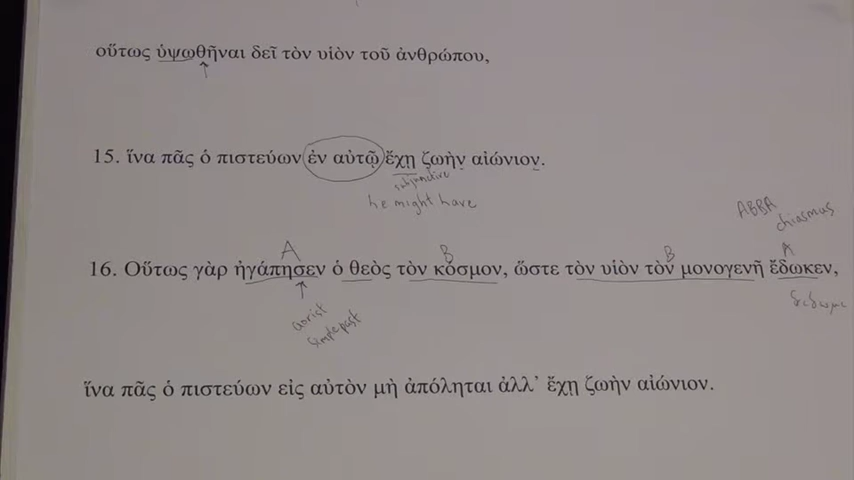 οὕτως ὑψωθῆναι δεῖ τὸν υἱὸν τοῦ ἀνθρώπου,
15. ἵνα πᾶς ὁ πιστεύων ἐν αὐτῷ ἔχῃ ζωὴν αἰώνιον.
subjunctive
he might have
ABBA
chiasmus
A B B A
16. Οὕτως γὰρ ἠγάπησεν ὁ θεὸς τὸν κόσμον, ὥστε τὸν υἱὸν τὸν μονογενῆ ἔδωκεν,
aorist
simple past
διδωμι
ἵνα πᾶς ὁ πιστεύων εἰς αὐτὸν μὴ ἀπόληται ἀλλ᾽ ἔχῃ ζωὴν αἰώνιον.